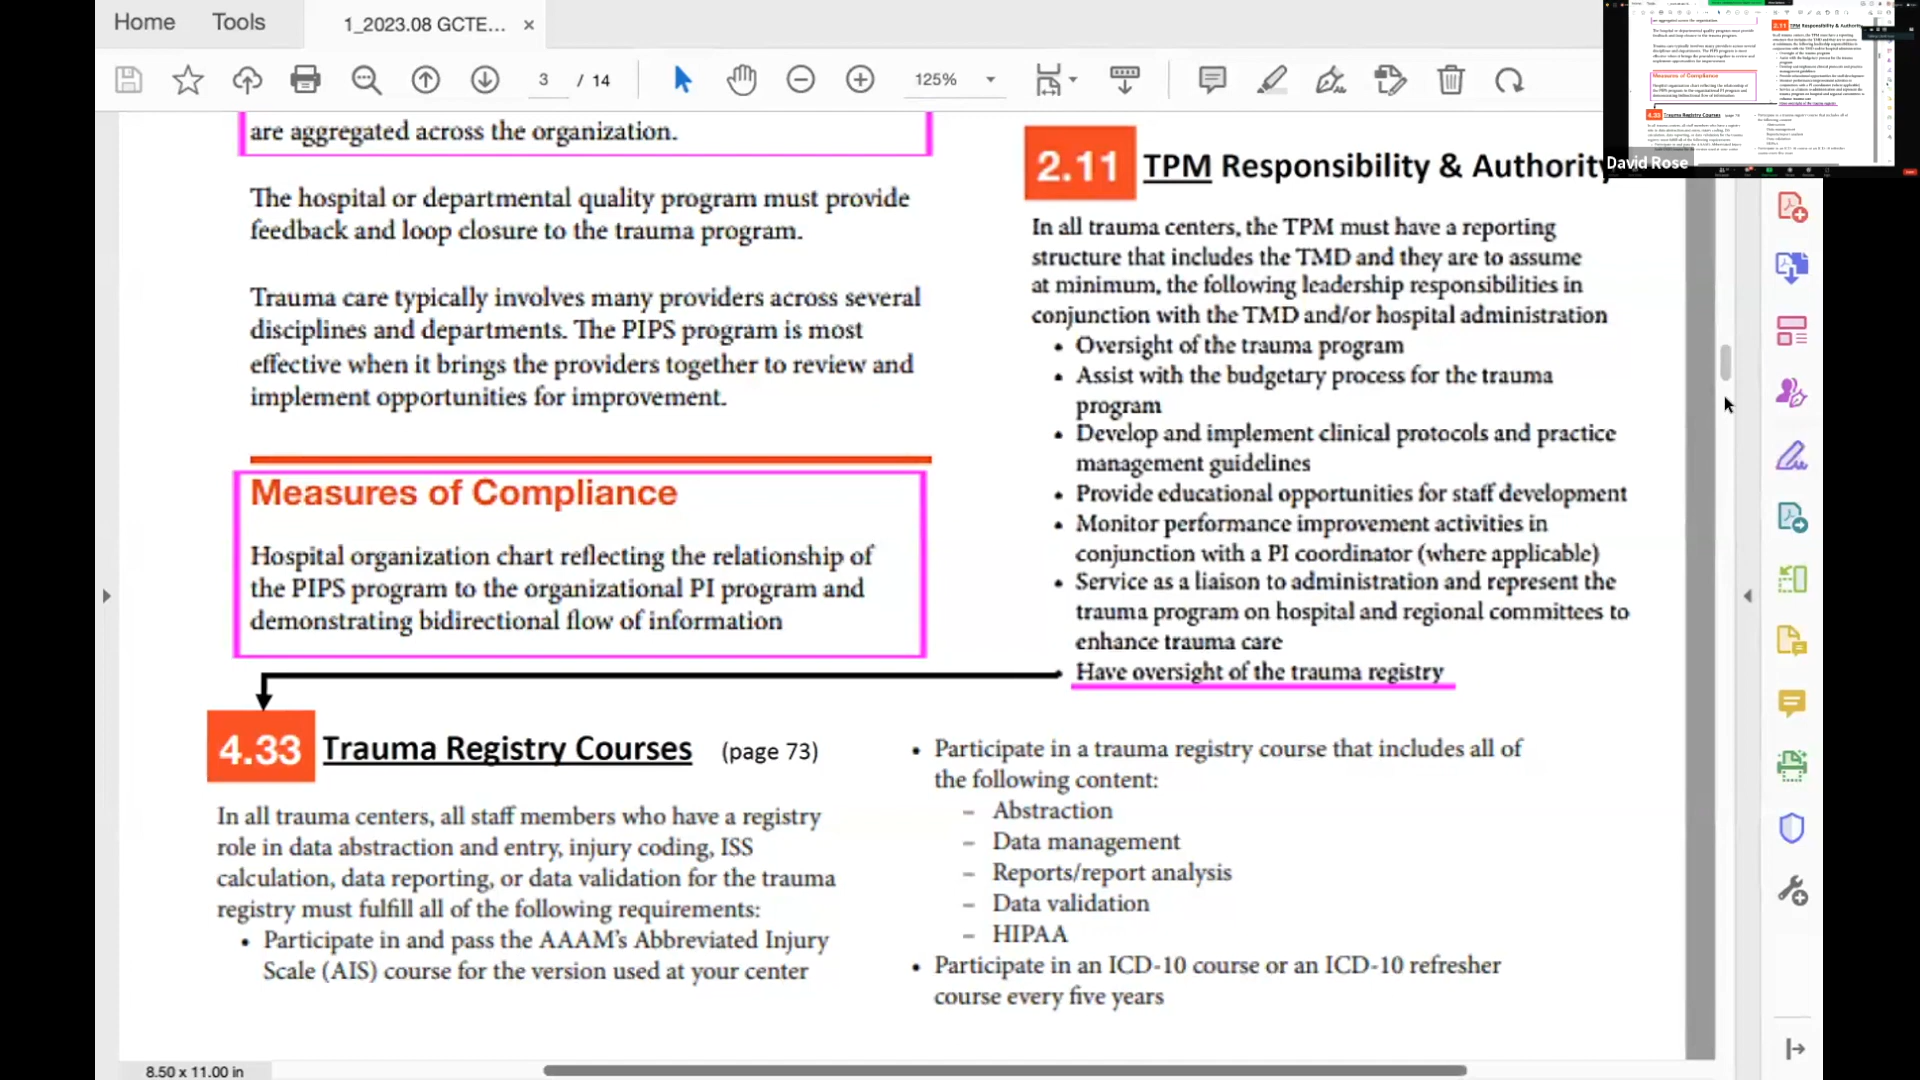 Home
Tools
1_2023.08 GCTE...
3 / 14
125%
David Rose
are aggregated across the organization.
The hospital or departmental quality program must provide
feedback and loop closure to the trauma program.
Trauma care typically involves many providers across several
disciplines and departments. The PIPS program is most
effective when it brings the providers together to review and
implement opportunities for improvement.
Measures of Compliance
Hospital organization chart reflecting the relationship of
the PIPS program to the organizational PI program and
demonstrating bidirectional flow of information
2.11 TPM Responsibility & Authority
In all trauma centers, the TPM must have a reporting
structure that includes the TMD and they are to assume
at minimum, the following leadership responsibilities in
conjunction with the TMD and/or hospital administration
• Oversight of the trauma program
• Assist with the budgetary process for the trauma
program
• Develop and implement clinical protocols and practice
management guidelines
• Provide educational opportunities for staff development
• Monitor performance improvement activities in
conjunction with a PI coordinator (where applicable)
• Service as a liaison to administration and represent the
trauma program on hospital and regional committees to
enhance trauma care
• Have oversight of the trauma registry
4.33 Trauma Registry Courses (page 73)
In all trauma centers, all staff members who have a registry
role in data abstraction and entry, injury coding, ISS
calculation, data reporting, or data validation for the trauma
registry must fulfill all of the following requirements:
• Participate in and pass the AAAM's Abbreviated Injury
Scale (AIS) course for the version used at your center
• Participate in a trauma registry course that includes all of
the following content:
– Abstraction
– Data management
– Reports/report analysis
– Data validation
– HIPAA
• Participate in an ICD-10 course or an ICD-10 refresher
course every five years
8.50 x 11.00 in